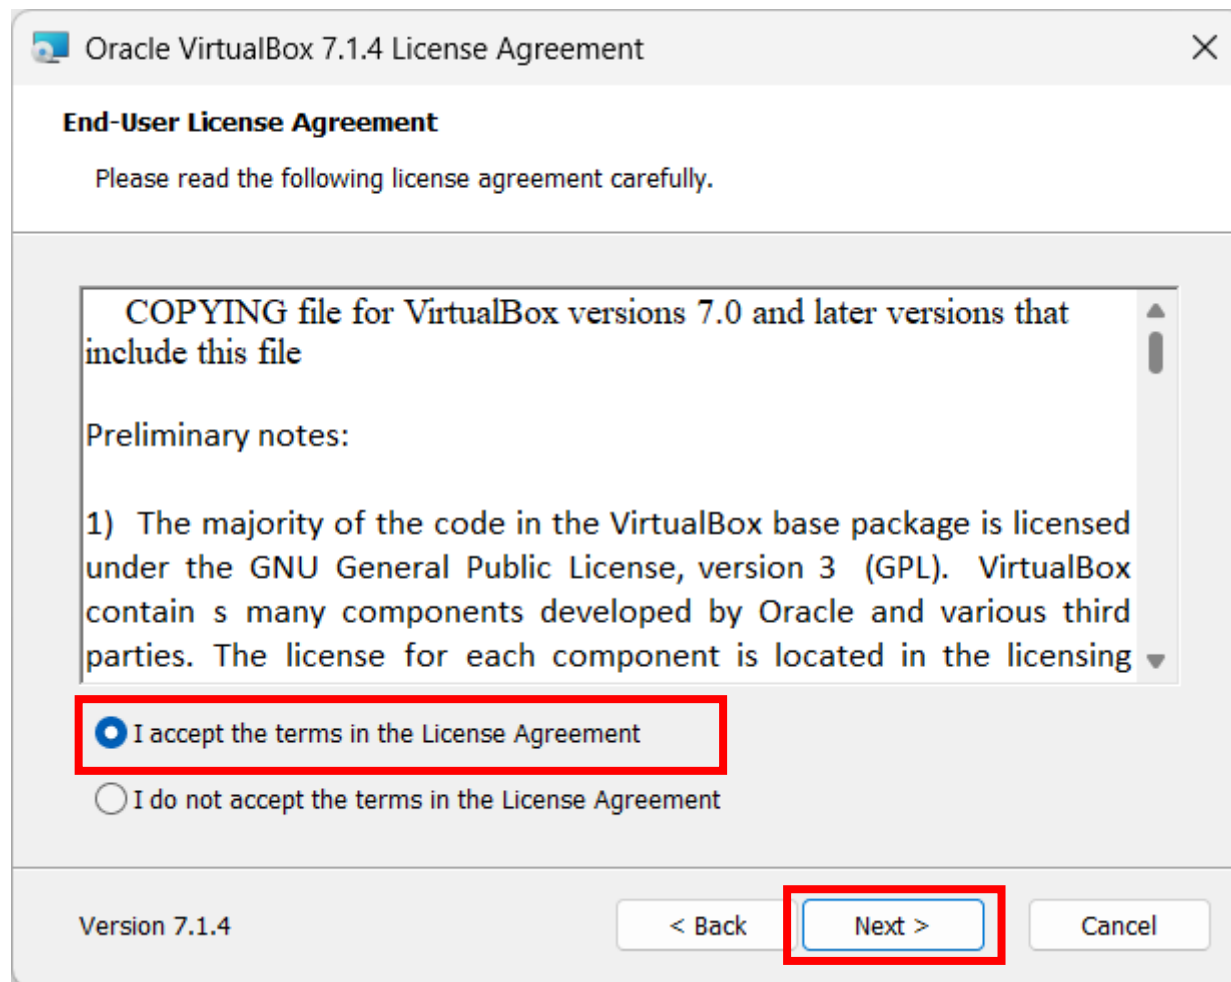 Oracle VirtualBox 7.1.4 License Agreement
End-User License Agreement
Please read the following license agreement carefully.
COPYING file for VirtualBox versions 7.0 and later versions that
include this file
Preliminary notes:
1) The majority of the code in the VirtualBox base package is licensed
under the GNU General Public License, version 3 (GPL). VirtualBox
contain s many components developed by Oracle and various third
parties. The license for each component is located in the licensing
I accept the terms in the License Agreement
I do not accept the terms in the License Agreement
Version 7.1.4
< Back
Next >
Cancel